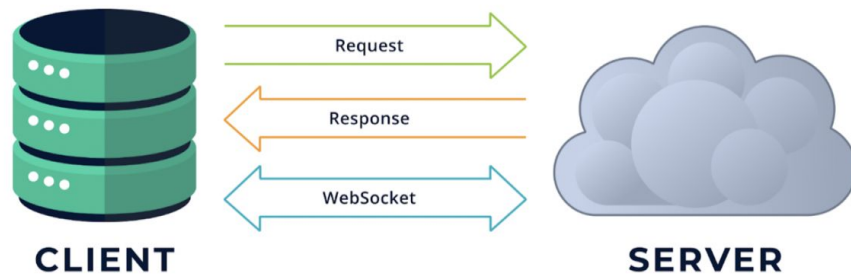 Request
Response
WebSocket
CLIENT
SERVER